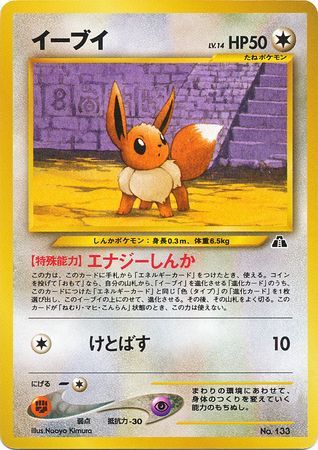 イーブイ LV.14 HP50
たねポケモン
しんかポケモン：身長0.3m、体重6.5kg
【特殊能力】エナジーしんか
この力は、このカードに手札から「エネルギーカード」をつけたとき、使える。コイン
を投げて「おもて」なら、自分の山札から、「イーブイ」を進化させる「進化カード」のうち、
このカードにつけた「エネルギーカード」と同じ「色(タイプ)」の「進化カード」を1枚
選び出し、このイーブイの上にのせて、進化させる。その後、その山札をよく切る。このカー
ドが「ねむり・マヒ・こんらん」状態のとき、この力は使えない。
けとばす 10
にげる
弱点 抵抗力 -30
まわりの環境にあわせて、
身体のつくりを変えていく
能力のもちぬし。
Illus.Naoyo Kimura No. 133